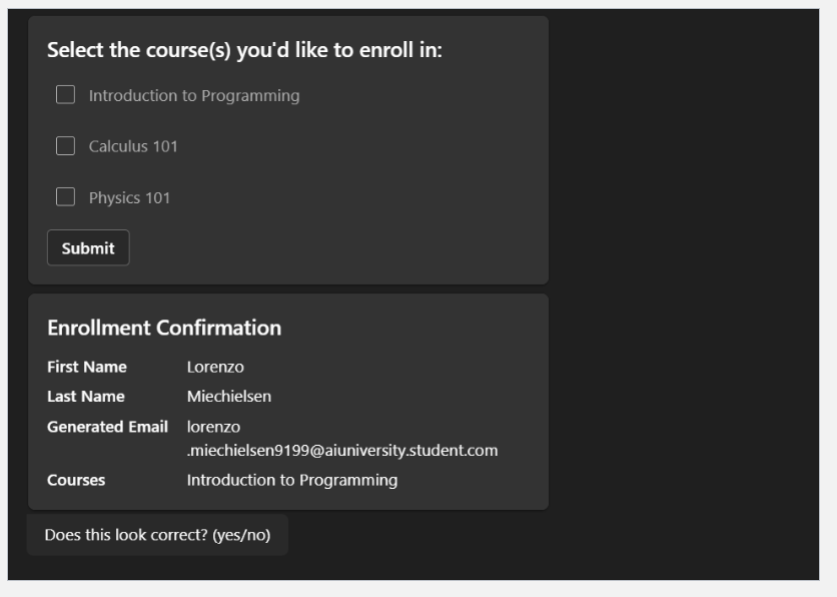 Select the course(s) you'd like to enroll in:
Introduction to Programming
Calculus 101
Physics 101
Submit
Enrollment Confirmation
First Name Lorenzo
Last Name Miechielsen
Generated Email lorenzo
.miechielsen9199@aiuniversity.student.com
Courses Introduction to Programming
Does this look correct? (yes/no)